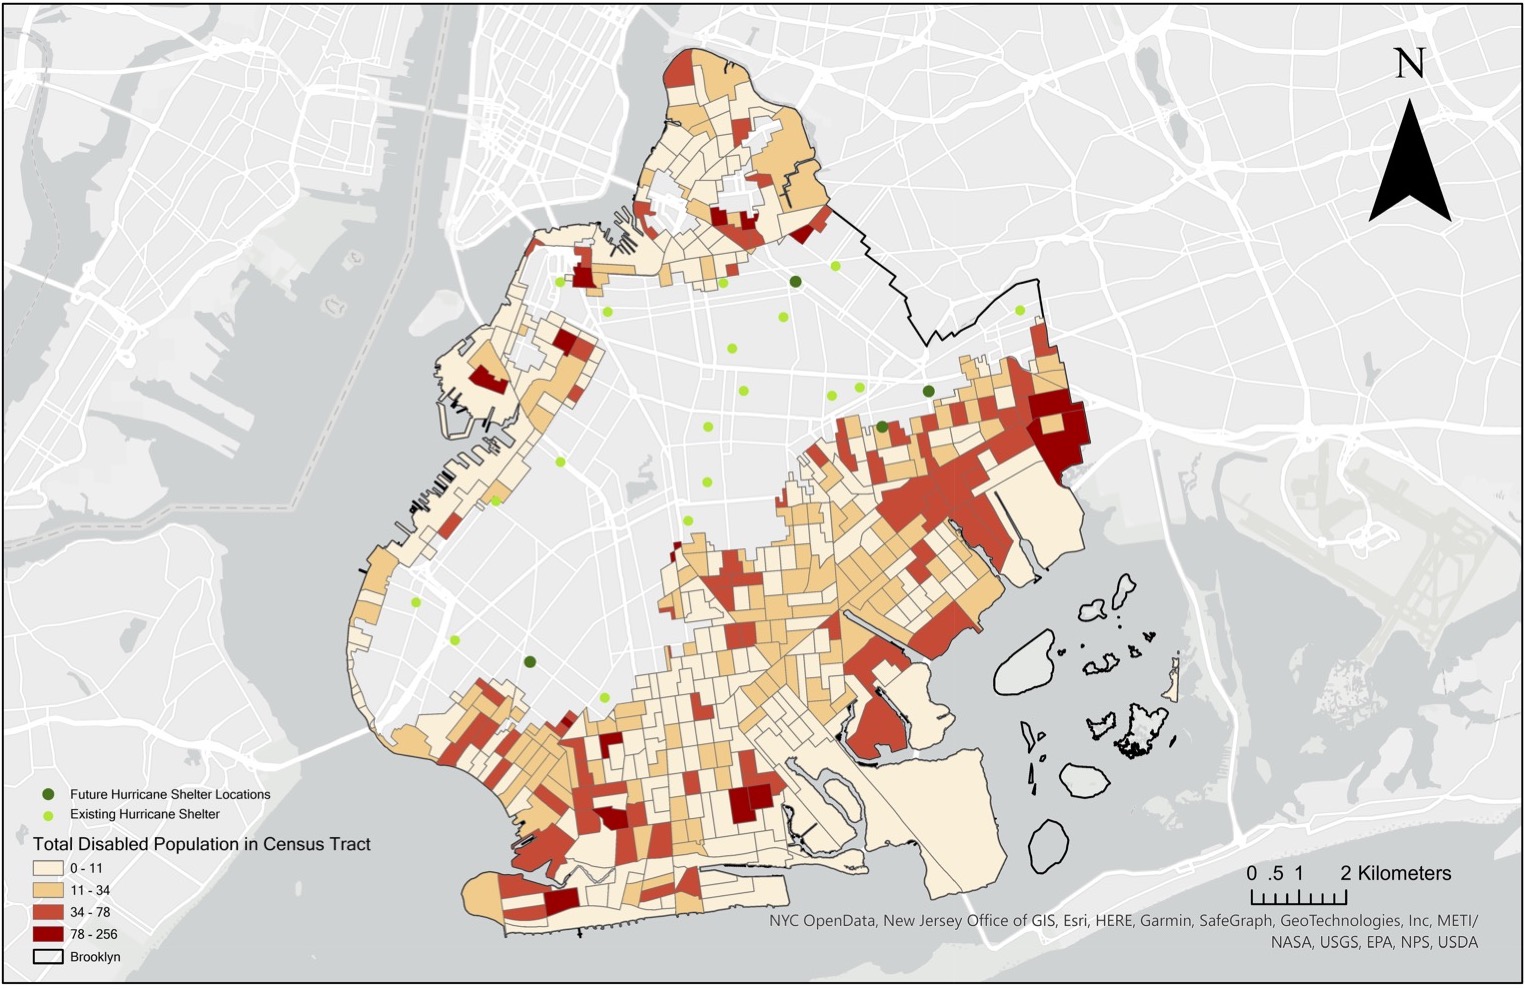 N
Future Hurricane Shelter Locations
Existing Hurricane Shelter
Total Disabled Population in Census Tract
0 - 11
11 - 34
34 - 78
78 - 256
Brooklyn
0 .5 1 2 Kilometers
NYC OpenData, New Jersey Office of GIS, Esri, HERE, Garmin, SafeGraph, GeoTechnologies, Inc, METI/
NASA, USGS, EPA, NPS, USDA